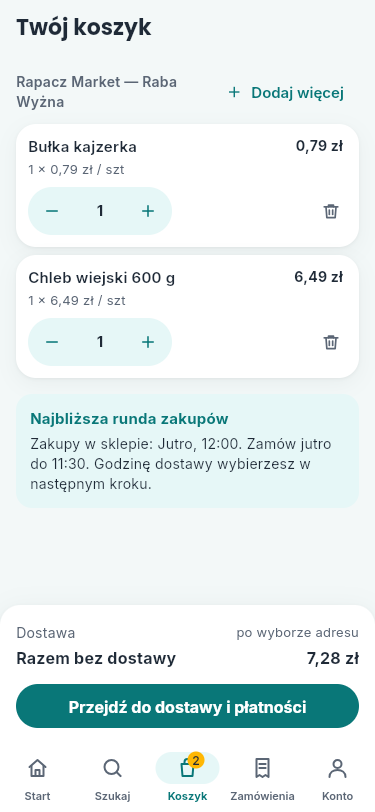 Twój koszyk
Rapacz Market — Raba
Wyżna
+ Dodaj więcej
Bułka kajzerka 0,79 zł
1 × 0,79 zł / szt
− 1 +
Chleb wiejski 600 g 6,49 zł
1 × 6,49 zł / szt
− 1 +
Najbliższa runda zakupów
Zakupy w sklepie: Jutro, 12:00. Zamów jutro
do 11:30. Godzinę dostawy wybierzesz w
następnym kroku.
Dostawa po wyborze adresu
Razem bez dostawy 7,28 zł
Przejdź do dostawy i płatności
2
Start Szukaj Koszyk Zamówienia Konto